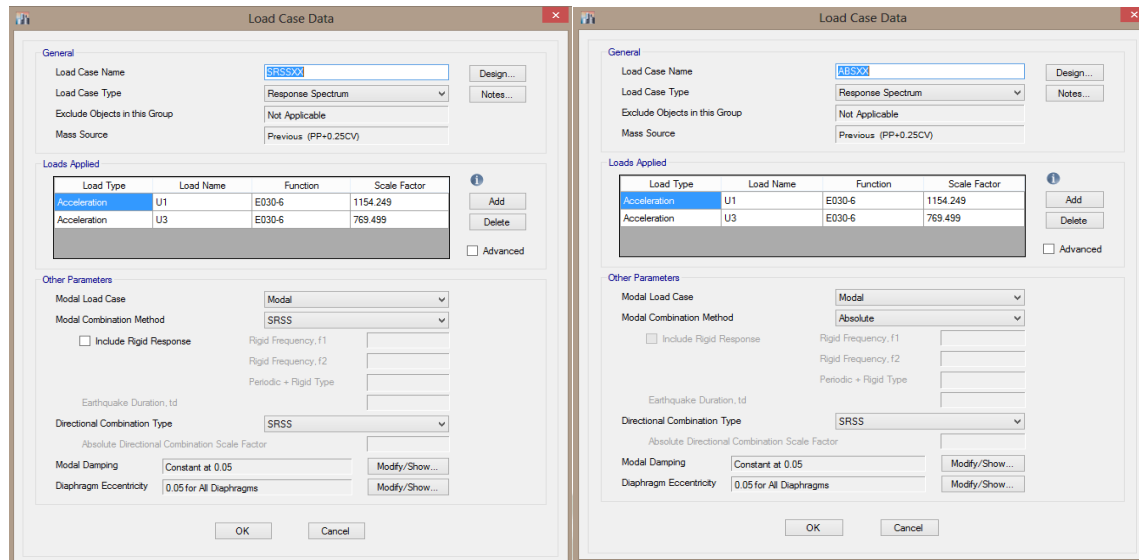 Load Case Data
General
Load Case Name SRSSXX Design...
Load Case Type Response Spectrum Notes...
Exclude Objects in this Group Not Applicable
Mass Source Previous (PP+0.25CV)
Loads Applied
Load Type Load Name Function Scale Factor
Acceleration U1 E030-6 1154.249 Add
Acceleration U3 E030-6 769.499 Delete
Advanced
Other Parameters
Modal Load Case Modal
Modal Combination Method SRSS
Include Rigid Response Rigid Frequency, f1
Rigid Frequency, f2
Periodic + Rigid Type
Earthquake Duration, td
Directional Combination Type SRSS
Absolute Directional Combination Scale Factor
Modal Damping Constant at 0.05 Modify/Show...
Diaphragm Eccentricity 0.05 for All Diaphragms Modify/Show...
OK Cancel
Load Case Data
General
Load Case Name ABSXX Design...
Load Case Type Response Spectrum Notes...
Exclude Objects in this Group Not Applicable
Mass Source Previous (PP+0.25CV)
Loads Applied
Load Type Load Name Function Scale Factor
Acceleration U1 E030-6 1154.249 Add
Acceleration U3 E030-6 769.499 Delete
Advanced
Other Parameters
Modal Load Case Modal
Modal Combination Method Absolute
Include Rigid Response Rigid Frequency, f1
Rigid Frequency, f2
Periodic + Rigid Type
Earthquake Duration, td
Directional Combination Type SRSS
Absolute Directional Combination Scale Factor
Modal Damping Constant at 0.05 Modify/Show...
Diaphragm Eccentricity 0.05 for All Diaphragms Modify/Show...
OK Cancel